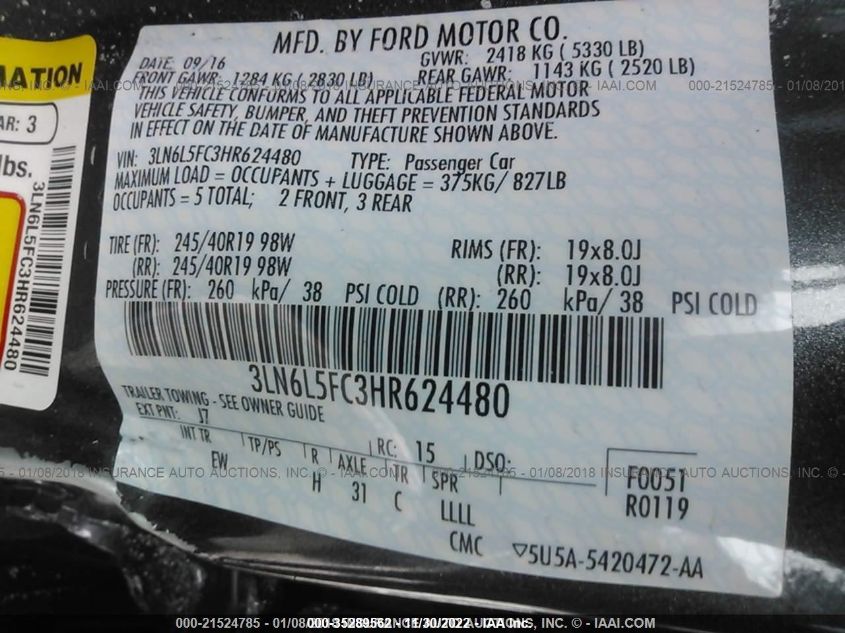 MATION
AR: 3
lbs.
3LN6L5FC3HR624480
MFD. BY FORD MOTOR CO.
DATE: 09/16 GVWR: 2418 KG ( 5330 LB)
FRONT GAWR: 1284 KG ( 2830 LB) REAR GAWR: 1143 KG ( 2520 LB)
THIS VEHICLE CONFORMS TO ALL APPLICABLE FEDERAL MOTOR
VEHICLE SAFETY, BUMPER, AND THEFT PREVENTION STANDARDS
IN EFFECT ON THE DATE OF MANUFACTURE SHOWN ABOVE.
VIN: 3LN6L5FC3HR624480 TYPE: Passenger Car
MAXIMUM LOAD = OCCUPANTS + LUGGAGE = 375KG/ 827LB
OCCUPANTS = 5 TOTAL; 2 FRONT, 3 REAR
TIRE (FR): 245/40R19 98W RIMS (FR): 19x8.0J
(RR): 245/40R19 98W (RR): 19x8.0J
PRESSURE (FR): 260 kPa/ 38 PSI COLD (RR): 260 kPa/ 38 PSI COLD
3LN6L5FC3HR624480
TRAILER TOWING - SEE OWNER GUIDE
EXT PNT: J7 RC: 15 DSO:
INT TR TP/PS R AXLE TR SPR
EW H 31 C LLLL
F0051
R0119
CMC ▽5U5A-5420472-AA
000-21524785 - 01/08/2018 INSURANCE AUTO AUCTIONS, INC. - © IAAI.COM
000-35289562 - 11/30/2022 - IAA Inc.